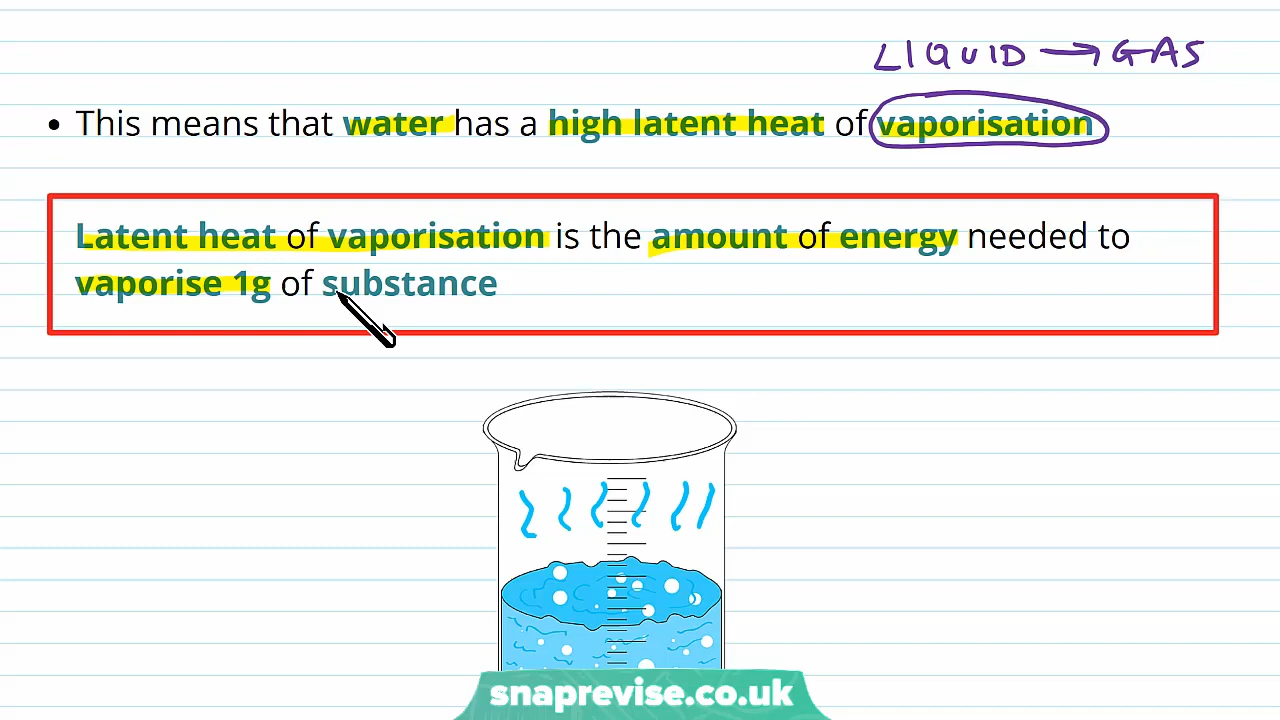 LIQUID → GAS
• This means that water has a high latent heat of vaporisation
Latent heat of vaporisation is the amount of energy needed to
vaporise 1g of substance
snaprevise.co.uk